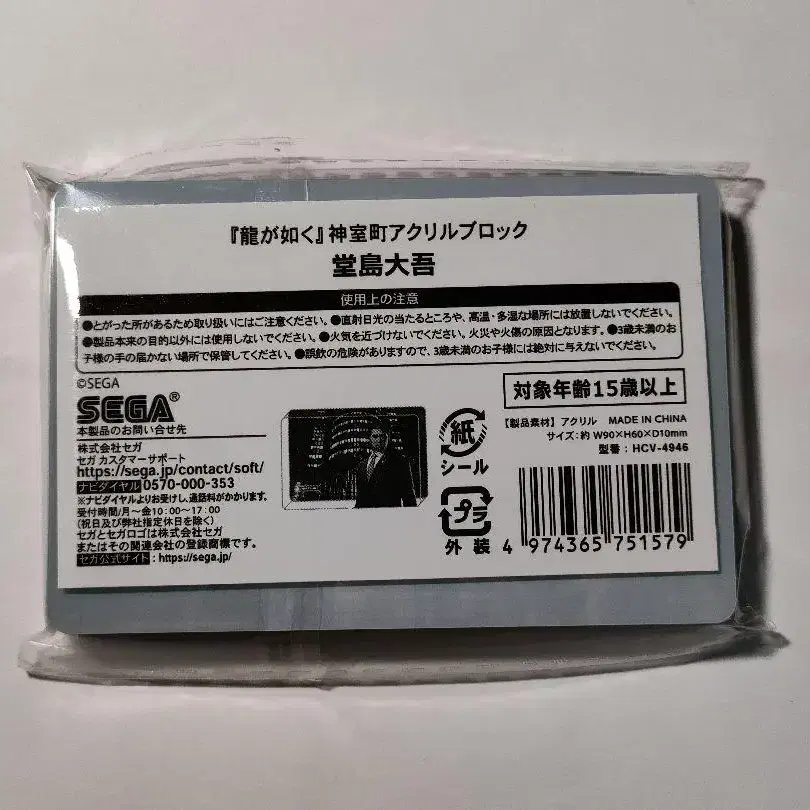 『龍が如く』神室町アクリルブロック
堂島大吾
使用上の注意
●とがった所があるため取り扱いにはご注意ください。●直射日光の当たるところや、高温・多湿な場所には放置しないでください。
●製品本来の目的以外には使用しないでください。●火気を近づけないでください。火災や火傷の原因となります。●3歳未満のお
子様の手の届かない場所で保管してください。●誤飲の危険がありますので、3歳未満のお子様には絶対に与えないでください。
©SEGA
SEGA®
本製品のお問い合せ先
株式会社セガ
セガ カスタマーサポート
https://sega.jp/contact/soft/
ナビダイヤル 0570-000-353
※ナビダイヤルよりお受けし、通話料がかかります。
受付時間/月～金10:00～17:00
(祝日及び弊社指定休日を除く)
セガとセガロゴは株式会社セガ
またはその関連会社の登録商標です。
セガ公式サイト:https://sega.jp/
紙
シール
プラ
外装
対象年齢15歳以上
【製品素材】アクリル MADE IN CHINA
サイズ:約 W90×H60×D10mm
型番:HCV-4946
4 974365 751579